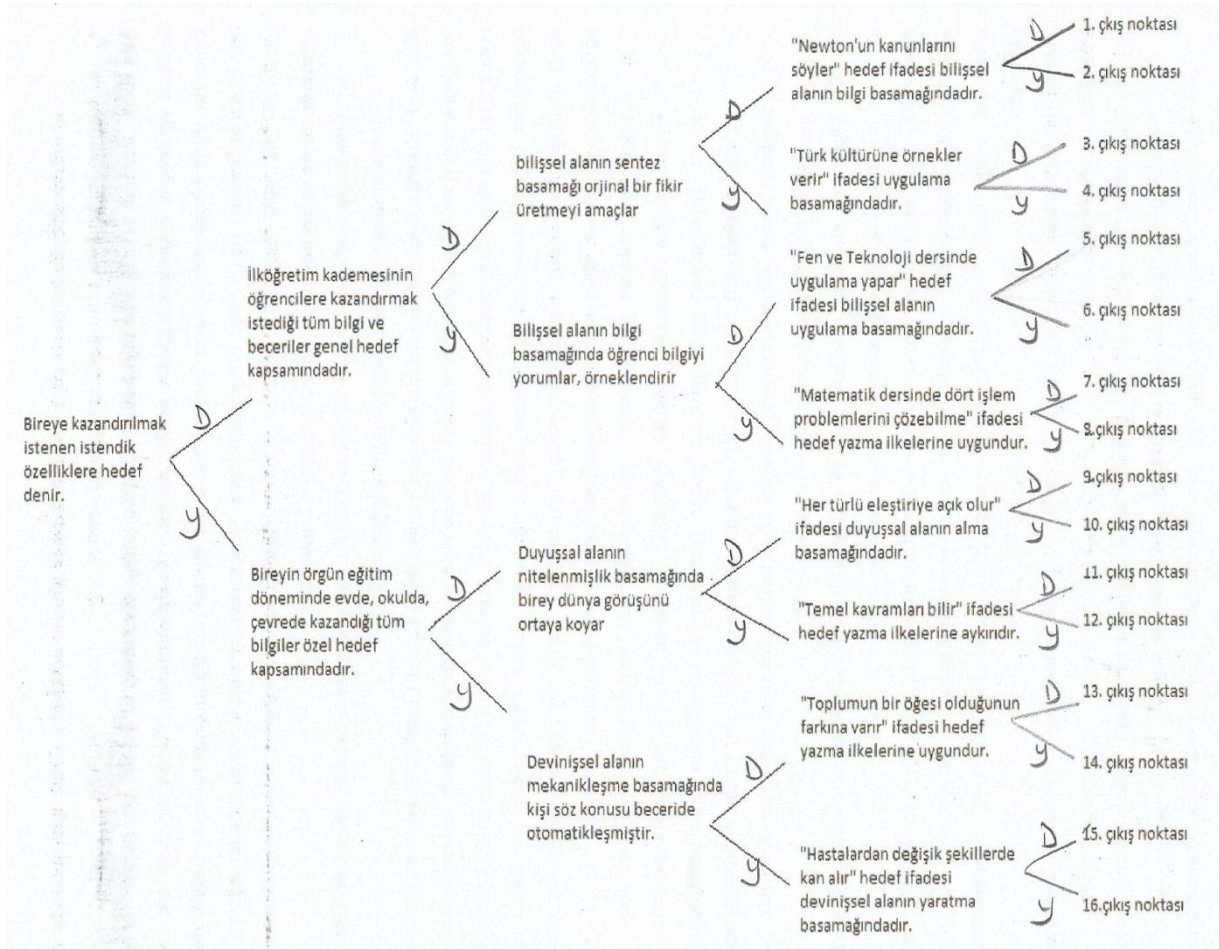 Bireye kazandırılmak
istenen istendik
özelliklere hedef
denir.
D
y
İlköğretim kademesinin
öğrencilere kazandırmak
istediği tüm bilgi ve
beceriler genel hedef
kapsamındadır.
D
y
Bireyin örgün eğitim
döneminde evde, okulda,
çevrede kazandığı tüm
bilgiler özel hedef
kapsamındadır.
D
y
bilişsel alanın sentez
basamağı orjinal bir fikir
üretmeyi amaçlar
D
y
Bilişsel alanın bilgi
basamağında öğrenci bilgiyi
yorumlar, örneklendirir
D
y
Duyuşsal alanın
nitelenmişlik basamağında
birey dünya görüşünü
ortaya koyar
D
y
Devinişsel alanın
mekanikleşme basamağında
kişi söz konusu beceride
otomatikleşmiştir.
D
y
"Newton'un kanunlarını
söyler" hedef ifadesi bilişsel
alanın bilgi basamağındadır.
D
y
1. çkış noktası
2. çıkış noktası
"Türk kültürüne örnekler
verir" ifadesi uygulama
basamağındadır.
D
y
3. çıkış noktası
4. çıkış noktası
"Fen ve Teknoloji dersinde
uygulama yapar" hedef
ifadesi bilişsel alanın
uygulama basamağındadır.
D
y
5. çıkış noktası
6. çıkış noktası
"Matematik dersinde dört işlem
problemlerini çözebilme" ifadesi
hedef yazma ilkelerine uygundur.
D
y
7. çıkış noktası
8.çıkış noktası
"Her türlü eleştiriye açık olur"
ifadesi duyuşsal alanın alma
basamağındadır.
D
y
9.çıkış noktası
10. çıkış noktası
"Temel kavramları bilir" ifadesi
hedef yazma ilkelerine aykırıdır.
D
y
11. çıkış noktası
12. çıkış noktası
"Toplumun bir öğesi olduğunun
farkına varır" ifadesi hedef
yazma ilkelerine uygundur.
D
y
13. çıkış noktası
14. çıkış noktası
"Hastalardan değişik şekillerde
kan alır" hedef ifadesi
devinişsel alanın yaratma
basamağındadır.
D
y
15. çıkış noktası
16.çıkış noktası